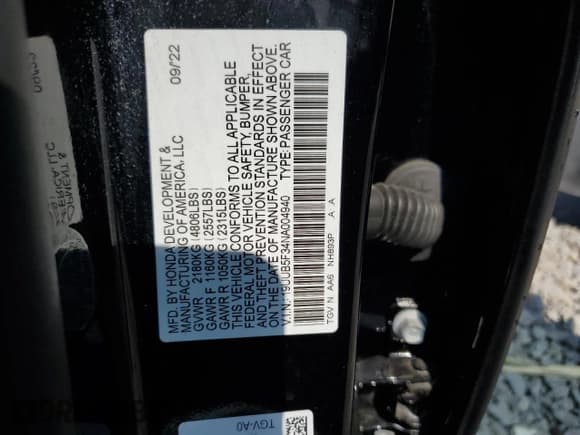 MFD. BY HONDA DEVELOPMENT &
MANUFACTURING OF AMERICA, LLC 09/22
GVWR 2180KG (4806LBS)
GAWR F 1160KG (2557LBS)
GAWR R 1050KG (2315LBS)
THIS VEHICLE CONFORMS TO ALL APPLICABLE
FEDERAL MOTOR VEHICLE SAFETY, BUMPER,
AND THEFT PREVENTION STANDARDS IN EFFECT
ON THE DATE OF MANUFACTURE SHOWN ABOVE.
V.I.N: 19UUB5F34NA004940 TYPE: PASSENGER CAR
TGV N AA6 NH893P A A
TGV-A0